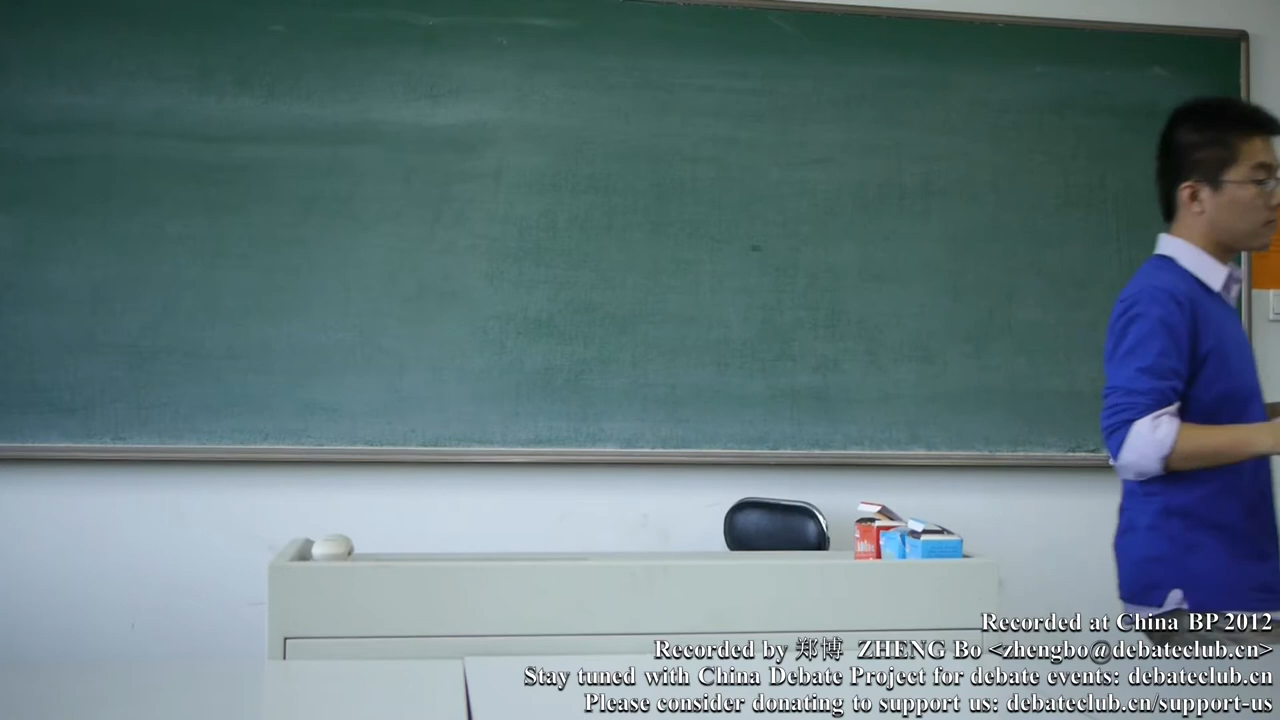 Recorded at China BP 2012
Recorded by 郑博 ZHENG Bo <zhengbo@debateclub.cn>
Stay tuned with China Debate Project for debate events: debateclub.cn
Please consider donating to support us: debateclub.cn/support-us